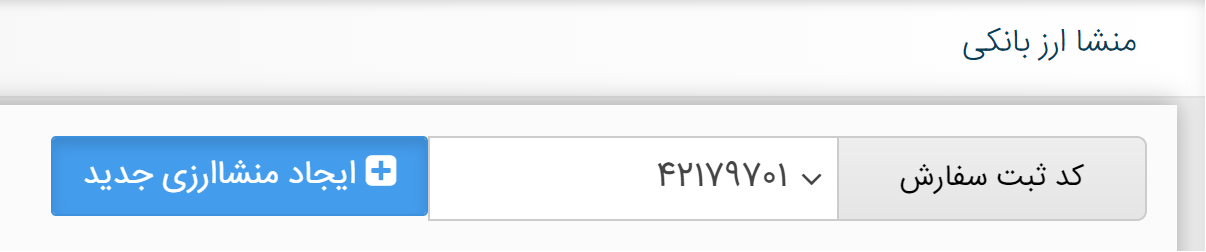 منشا ارز بانکی
کد ثبت سفارش
۴۲۱۷۹۷۰۱
ایجاد منشاارزی جدید